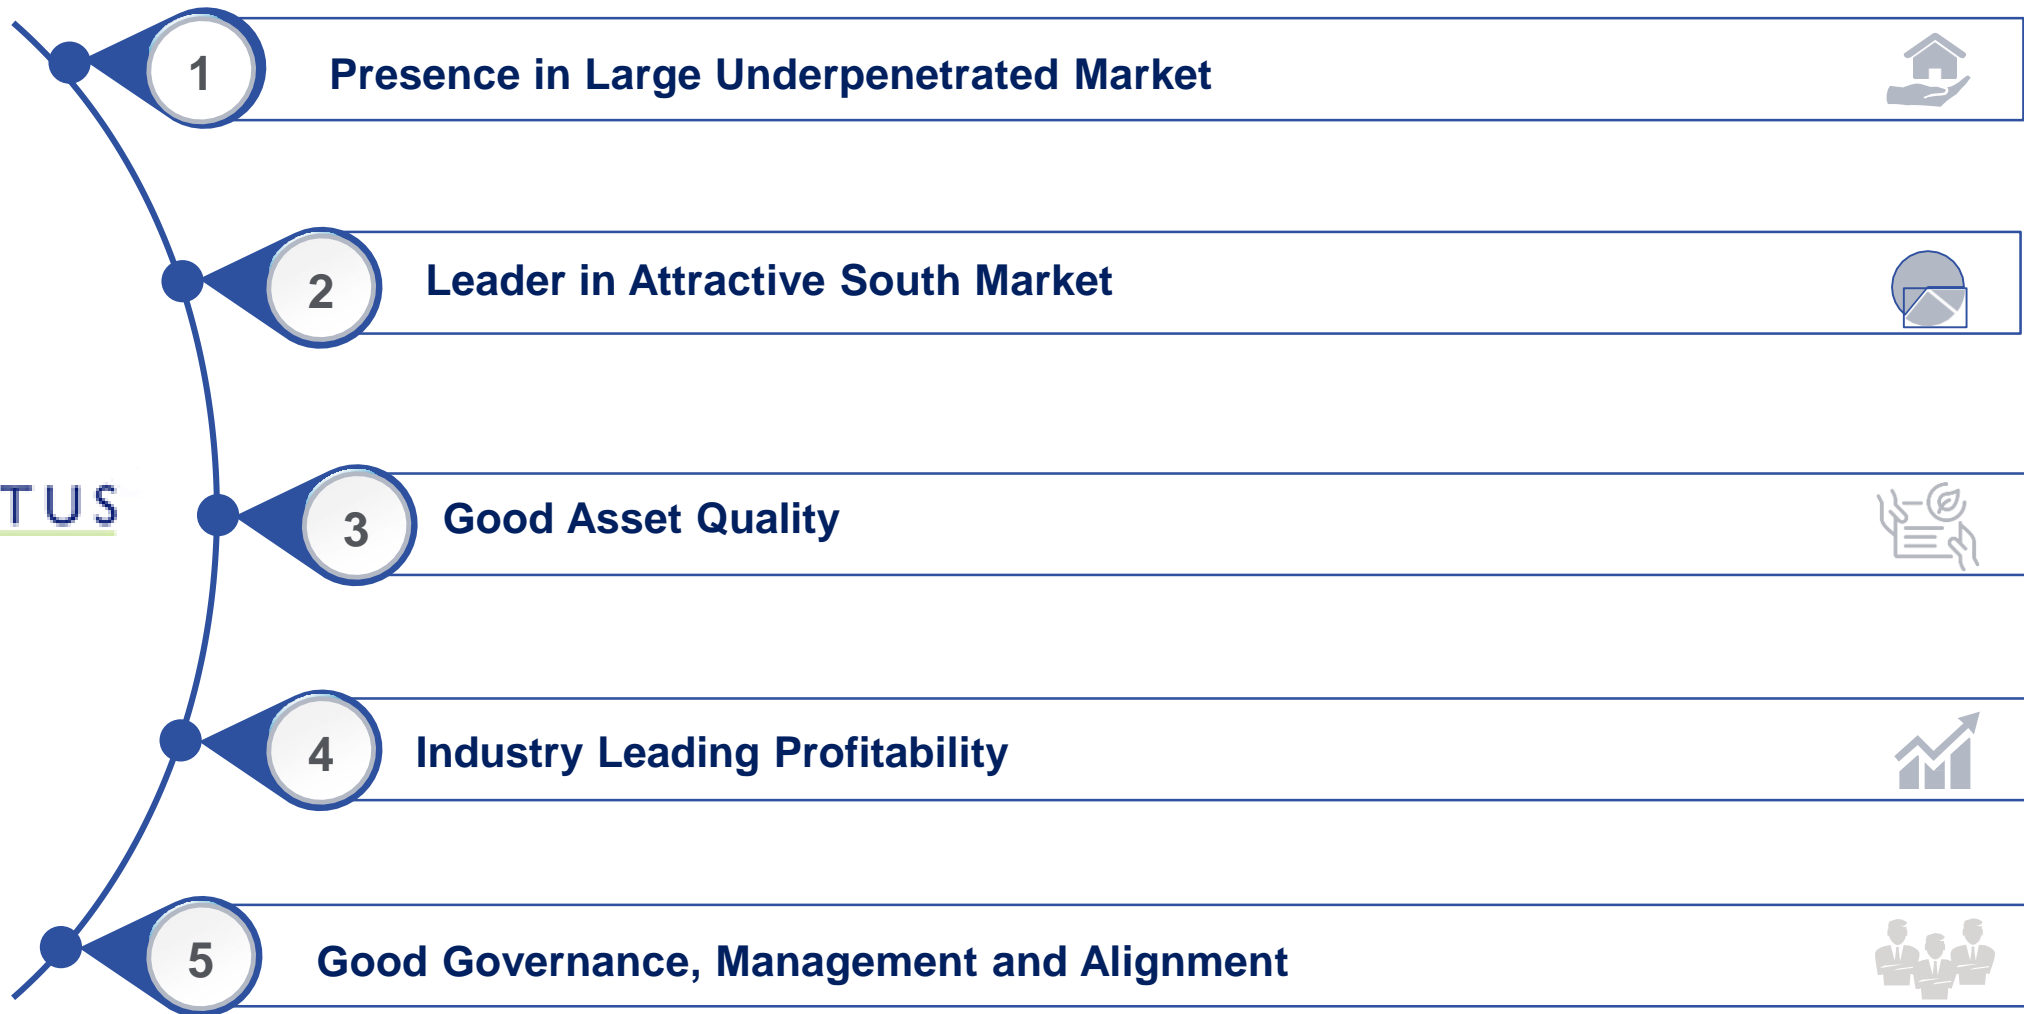 1
Presence in Large Underpenetrated Market
2
Leader in Attractive South Market
TUS
3
Good Asset Quality
4
Industry Leading Profitability
5
Good Governance, Management and Alignment